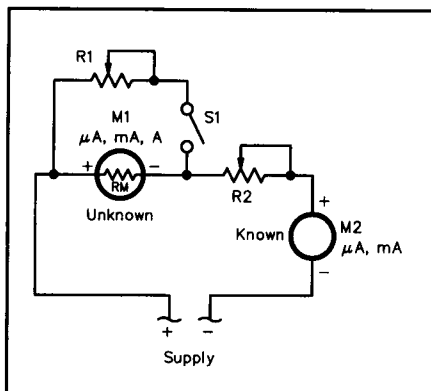 R1
M1
μA, mA, A
S1
+ RM −
Unknown
R2
+
Known
M2
μA, mA
−
+ −
Supply